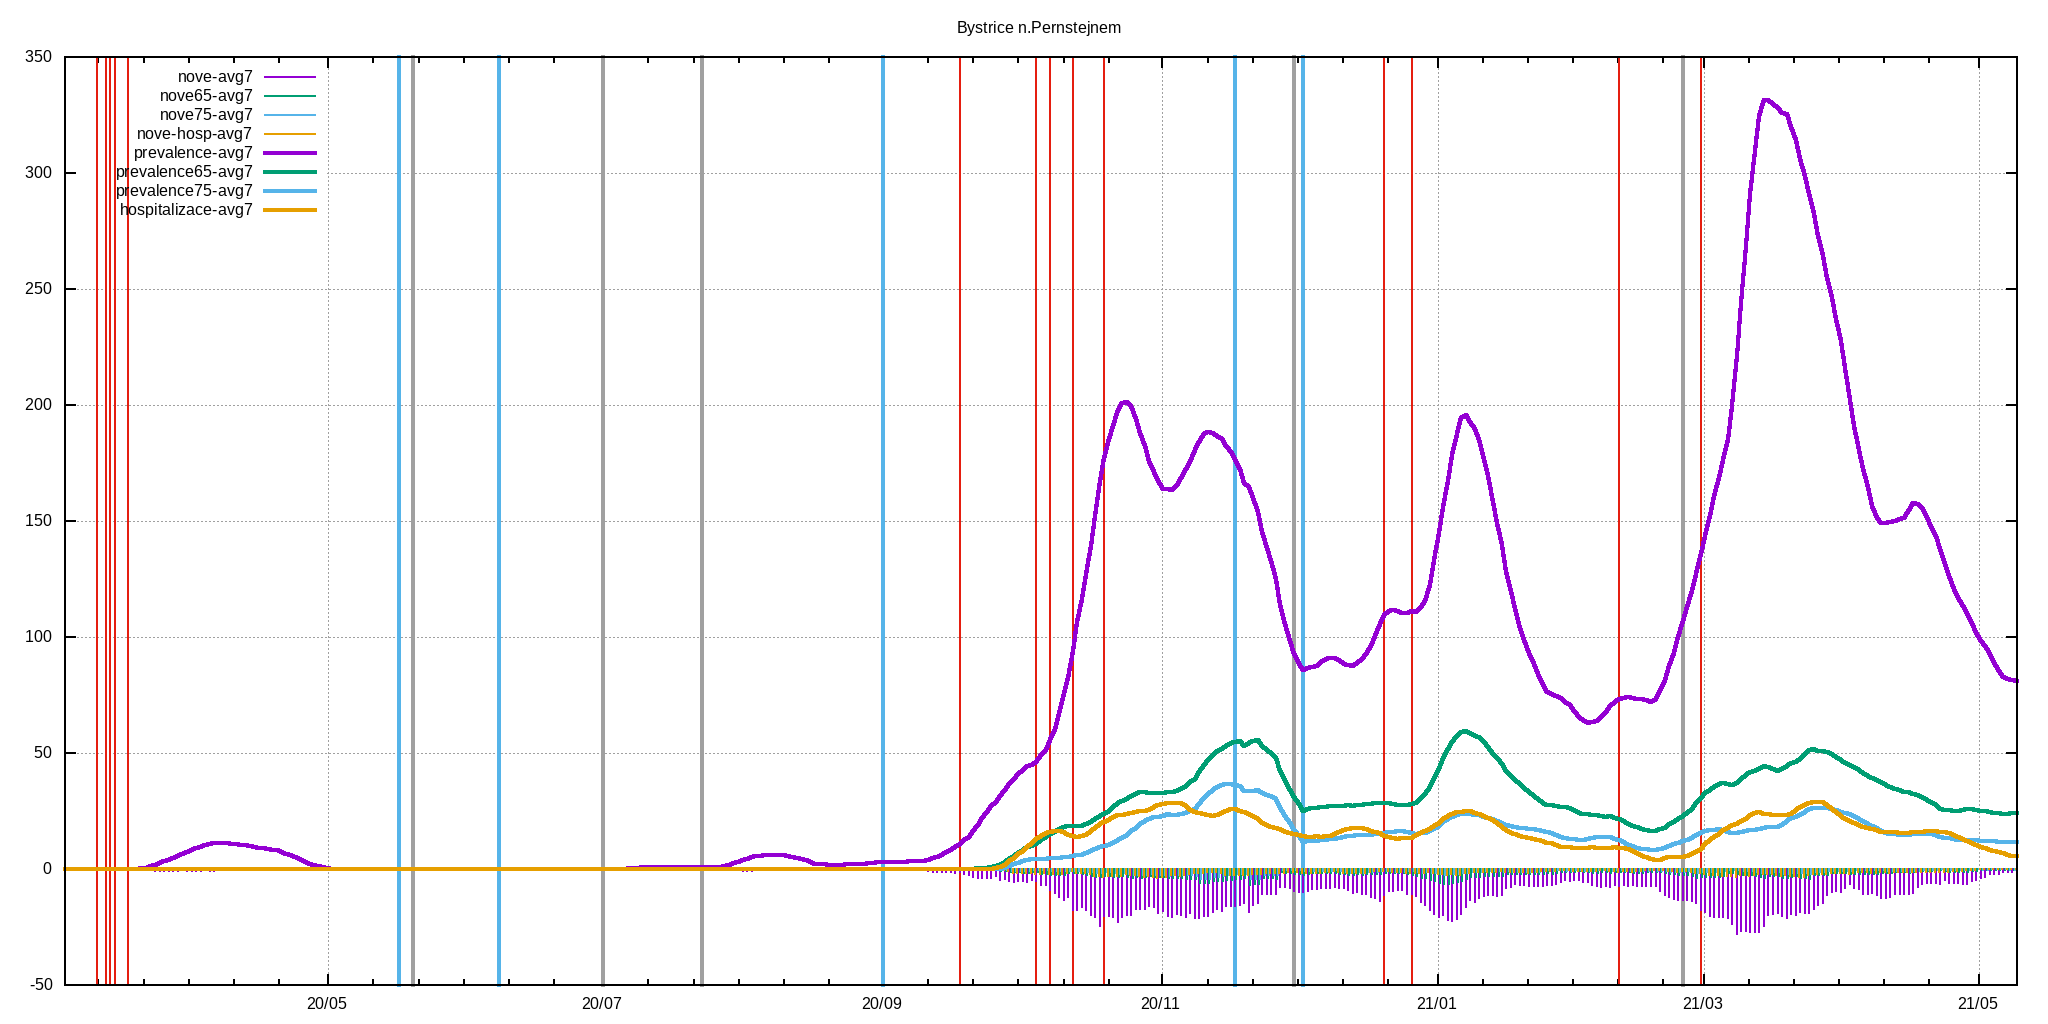 Bystrice n.Pernstejnem
350
300
250
200
150
100
50
0
-50
nove-avg7
nove65-avg7
nove75-avg7
nove-hosp-avg7
prevalence-avg7
prevalence65-avg7
prevalence75-avg7
hospitalizace-avg7
20/05 20/07 20/09 20/11 21/01 21/03 21/05